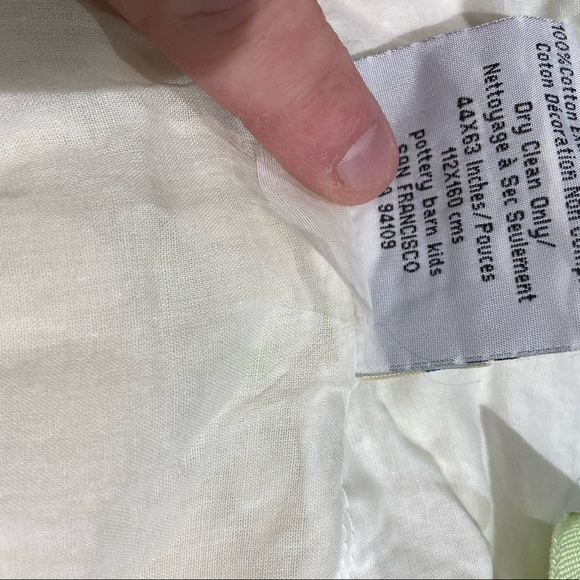 100% Cotton
Coton Decoration Non
Dry Clean Only/
Nettoyage à Sec Seulement
44X63 Inches/Pouces
112X160 cms
Pottery barn kids
SAN FRANCISCO
94109